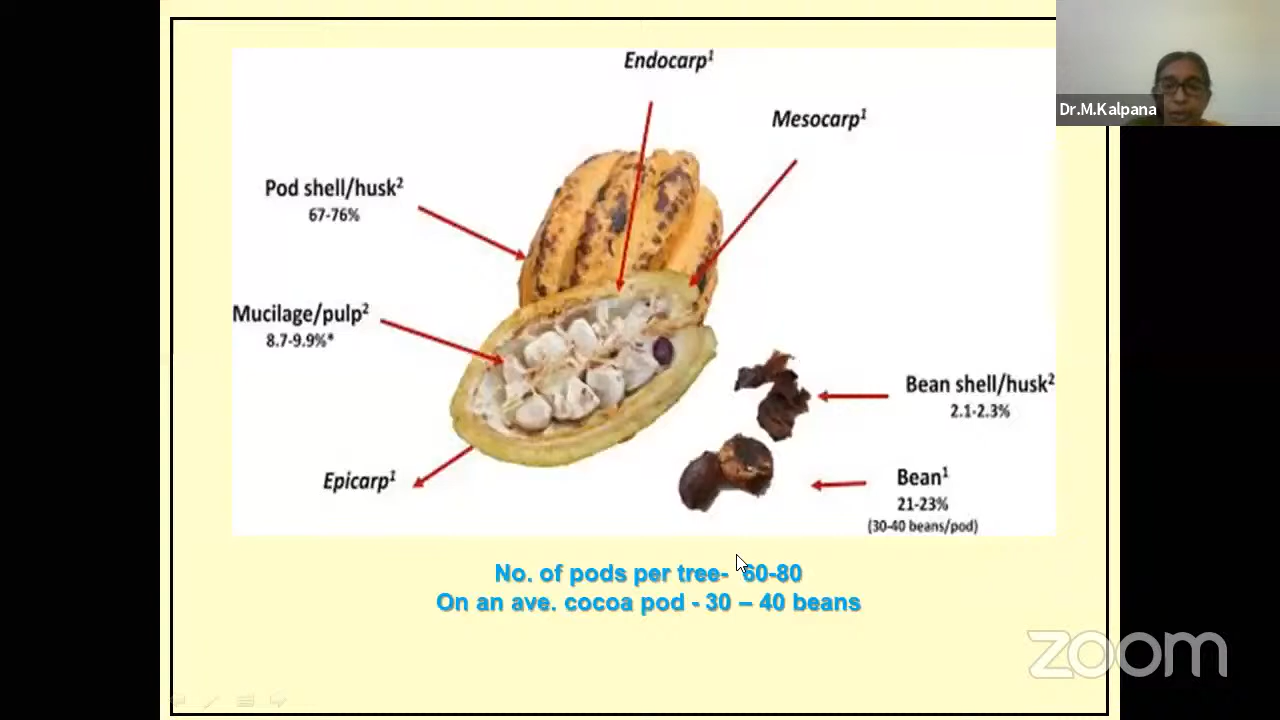 Endocarp¹
Mesocarp¹
Dr.M.Kalpana
Pod shell/husk²
67-76%
Mucilage/pulp²
8.7-9.9%*
Bean shell/husk²
2.1-2.3%
Epicarp¹
Bean¹
21-23%
(30-40 beans/pod)
No. of pods per tree- 60-80
On an ave. cocoa pod - 30 – 40 beans
zoom